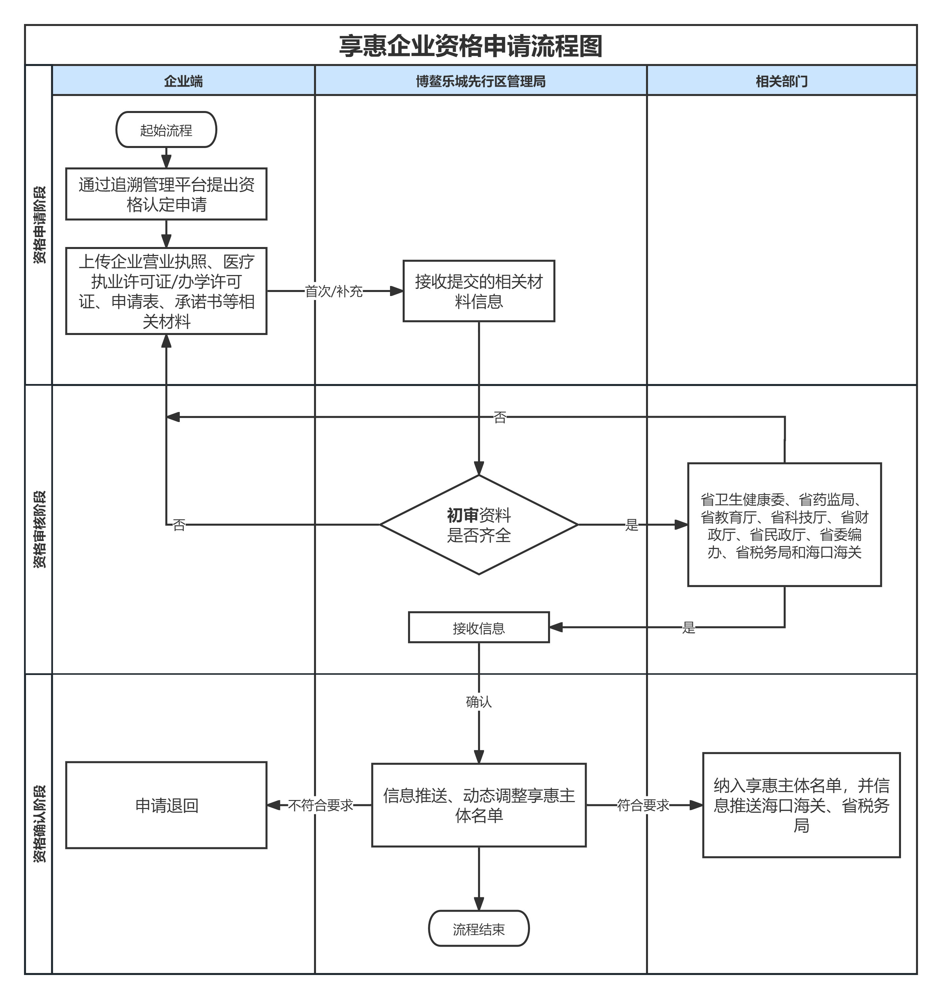 享惠企业资格申请流程图
企业端
博鳌乐城先行区管理局
相关部门
资格申请阶段
起始流程
通过追溯管理平台提出资
格认定申请
上传企业营业执照、医疗
执业许可证/办学许可
证、申请表、承诺书等相
关材料
首次/补充
接收提交的相关材
料信息
资格审核阶段
否
初审资料
是否齐全
否
是
省卫生健康委、省药监局、
省教育厅、省科技厅、省财
政厅、省民政厅、省委编
办、省税务局和海口海关
接收信息
是
资格确认阶段
确认
申请退回
不符合要求
信息推送、动态调整享惠主
体名单
符合要求
纳入享惠主体名单，并信
息推送海口海关、省税务
局
流程结束